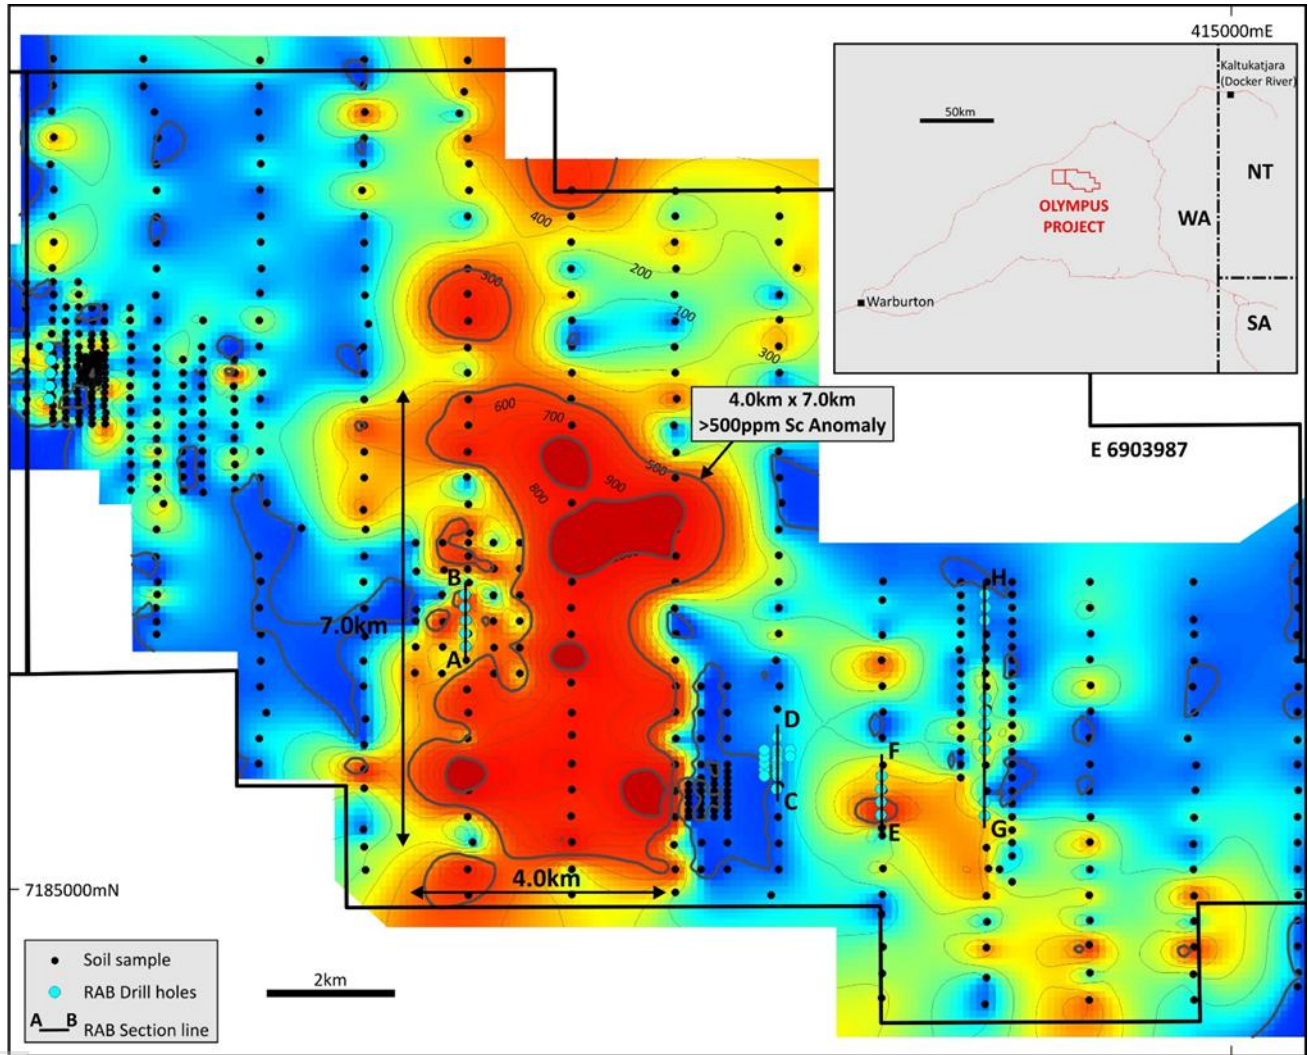 415000mE
Kaltukatjara
(Docker River)
50km
NT
OLYMPUS
PROJECT
WA
Warburton
SA
400
200
500
100
300
4.0km x 7.0km
>500ppm Sc Anomaly
600
700
E 6903987
500
900
800
B
H
7.0km
A
D
F
C
E
G
4.0km
7185000mN
Soil sample
RAB Drill holes
A B RAB Section line
2km